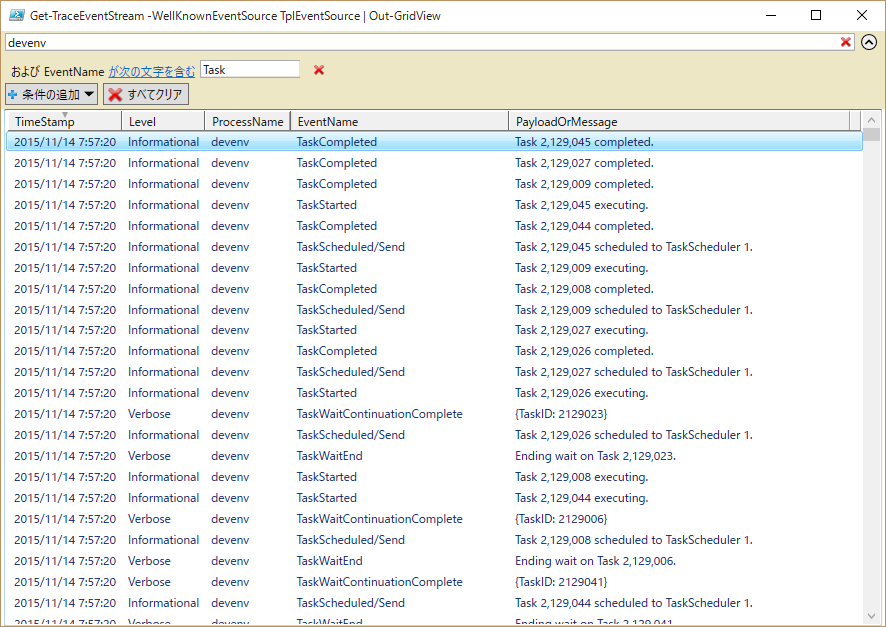 Get-TraceEventStream -WellKnownEventSource TplEventSource | Out-GridView
devenv
および EventName が次の文字を含む Task
条件の追加 すべてクリア
TimeStamp Level ProcessName EventName PayloadOrMessage
2015/11/14 7:57:20 Informational devenv TaskCompleted Task 2,129,045 completed.
2015/11/14 7:57:20 Informational devenv TaskCompleted Task 2,129,027 completed.
2015/11/14 7:57:20 Informational devenv TaskCompleted Task 2,129,009 completed.
2015/11/14 7:57:20 Informational devenv TaskStarted Task 2,129,045 executing.
2015/11/14 7:57:20 Informational devenv TaskCompleted Task 2,129,044 completed.
2015/11/14 7:57:20 Informational devenv TaskScheduled/Send Task 2,129,045 scheduled to TaskScheduler 1.
2015/11/14 7:57:20 Informational devenv TaskStarted Task 2,129,009 executing.
2015/11/14 7:57:20 Informational devenv TaskCompleted Task 2,129,008 completed.
2015/11/14 7:57:20 Informational devenv TaskScheduled/Send Task 2,129,009 scheduled to TaskScheduler 1.
2015/11/14 7:57:20 Informational devenv TaskStarted Task 2,129,027 executing.
2015/11/14 7:57:20 Informational devenv TaskCompleted Task 2,129,026 completed.
2015/11/14 7:57:20 Informational devenv TaskScheduled/Send Task 2,129,027 scheduled to TaskScheduler 1.
2015/11/14 7:57:20 Informational devenv TaskStarted Task 2,129,026 executing.
2015/11/14 7:57:20 Verbose devenv TaskWaitContinuationComplete {TaskID: 2129023}
2015/11/14 7:57:20 Informational devenv TaskScheduled/Send Task 2,129,026 scheduled to TaskScheduler 1.
2015/11/14 7:57:20 Verbose devenv TaskWaitEnd Ending wait on Task 2,129,023.
2015/11/14 7:57:20 Informational devenv TaskStarted Task 2,129,008 executing.
2015/11/14 7:57:20 Informational devenv TaskStarted Task 2,129,044 executing.
2015/11/14 7:57:20 Verbose devenv TaskWaitContinuationComplete {TaskID: 2129006}
2015/11/14 7:57:20 Informational devenv TaskScheduled/Send Task 2,129,008 scheduled to TaskScheduler 1.
2015/11/14 7:57:20 Verbose devenv TaskWaitEnd Ending wait on Task 2,129,006.
2015/11/14 7:57:20 Verbose devenv TaskWaitContinuationComplete {TaskID: 2129041}
2015/11/14 7:57:20 Informational devenv TaskScheduled/Send Task 2,129,044 scheduled to TaskScheduler 1.
2015/11/14 7:57:20 Verbose devenv TaskWaitEnd Ending wait on Task 2,129,041.